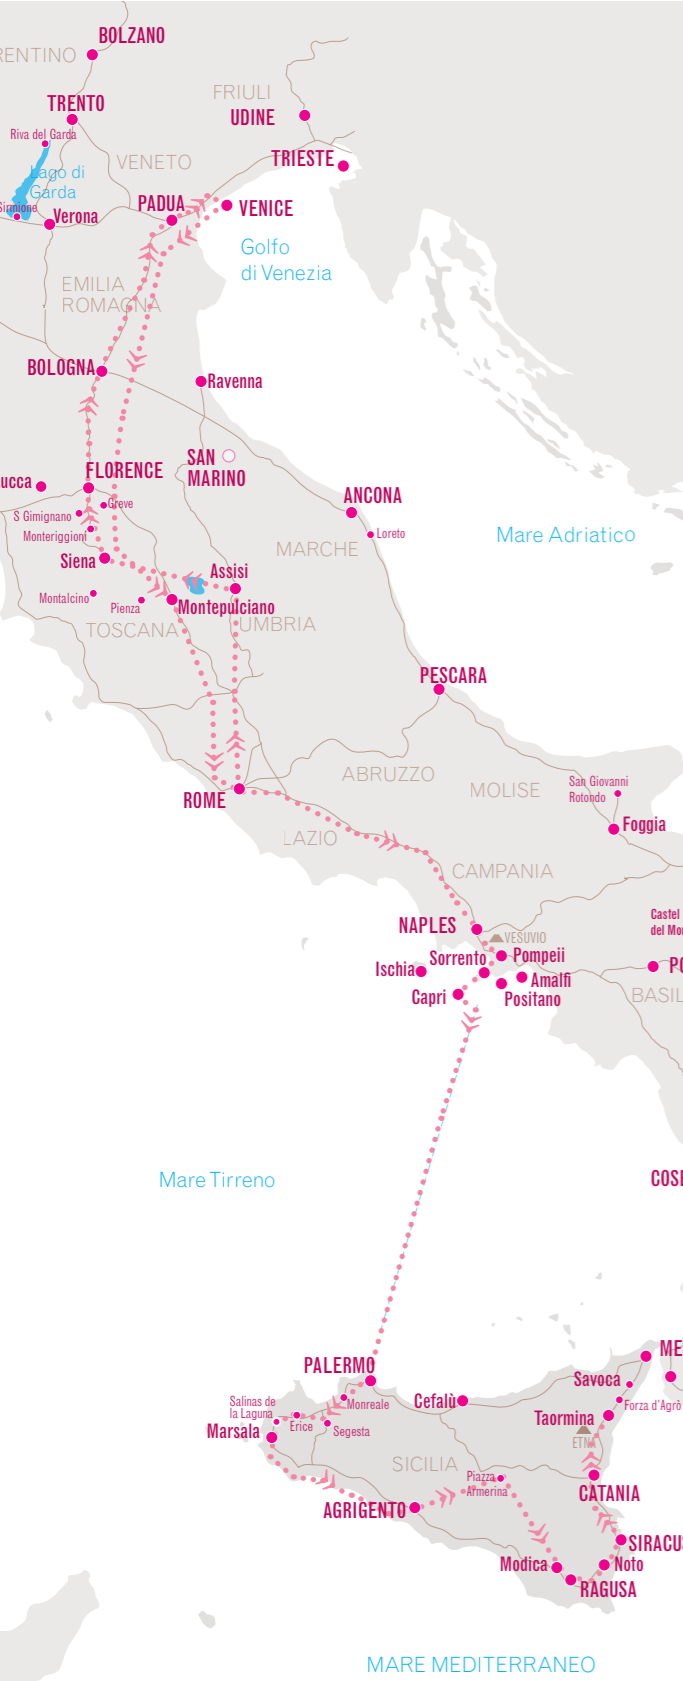 BOLZANO
RENTINO
FRIULI
TRENTO
UDINE
Riva del Garda
VENETO
TRIESTE
Lago di
Garda
Sirmione
Verona
PADUA
VENICE
Golfo
di Venezia
EMILIA
ROMAGNA
BOLOGNA
Ravenna
SAN
MARINO
FLORENCE
ucca
ANCONA
Greve
S Gimignano
Monteriggioni
Loreto
Mare Adriatico
MARCHE
Siena
Assisi
Montalcino
Pienza
Montepulciano
TOSCANA
UMBRIA
PESCARA
ABRUZZO
MOLISE
San Giovanni
Rotondo
ROME
Foggia
LAZIO
CAMPANIA
NAPLES
Castel
del Mo
VESUVIO
Sorrento
Pompeii
Ischia
PO
Amalfi
Capri
Positano
BASIL
Mare Tirreno
COSE
PALERMO
ME
Savoca
Cefalù
Monreale
Salinas de
la Laguna
Forza d'Agrò
Taormina
Erice
Segesta
Marsala
ETNA
SICILIA
Piazza
Armerina
CATANIA
AGRIGENTO
SIRACUS
Modica
Noto
RAGUSA
MARE MEDITERRANEO